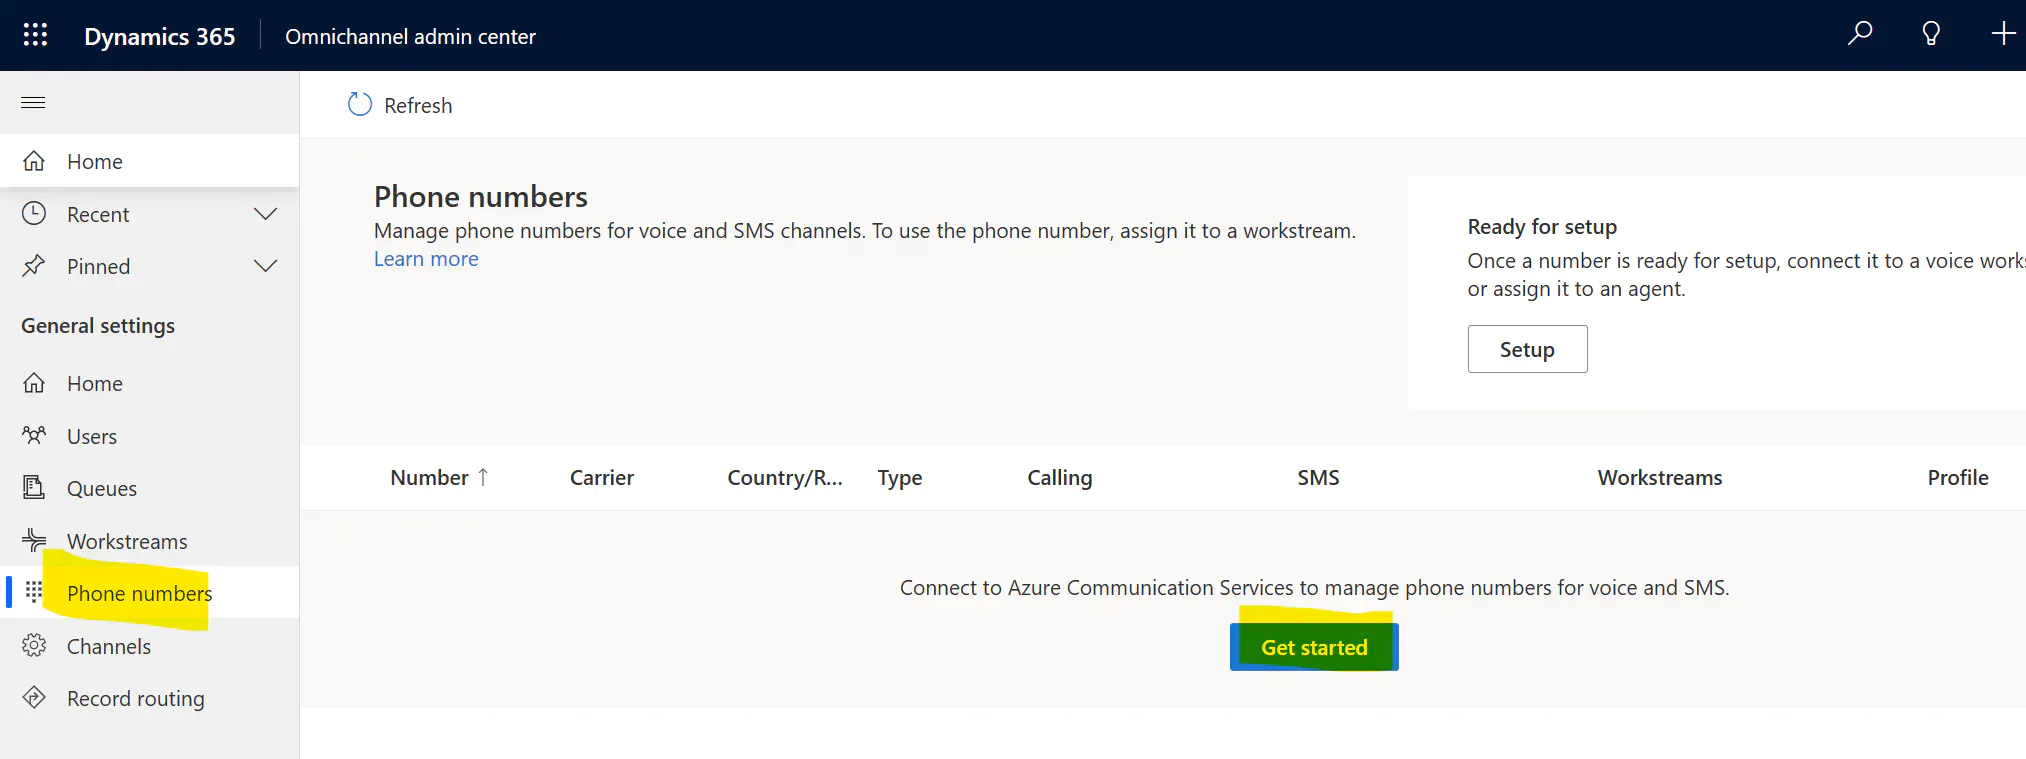 Dynamics 365
Omnichannel admin center
Refresh
Home
Recent
Pinned
General settings
Home
Users
Queues
Workstreams
Phone numbers
Channels
Record routing
Phone numbers
Manage phone numbers for voice and SMS channels. To use the phone number, assign it to a workstream.
Learn more
Ready for setup
Once a number is ready for setup, connect it to a voice works
or assign it to an agent.
Setup
Number ↑ Carrier Country/R... Type Calling SMS Workstreams Profile
Connect to Azure Communication Services to manage phone numbers for voice and SMS.
Get started